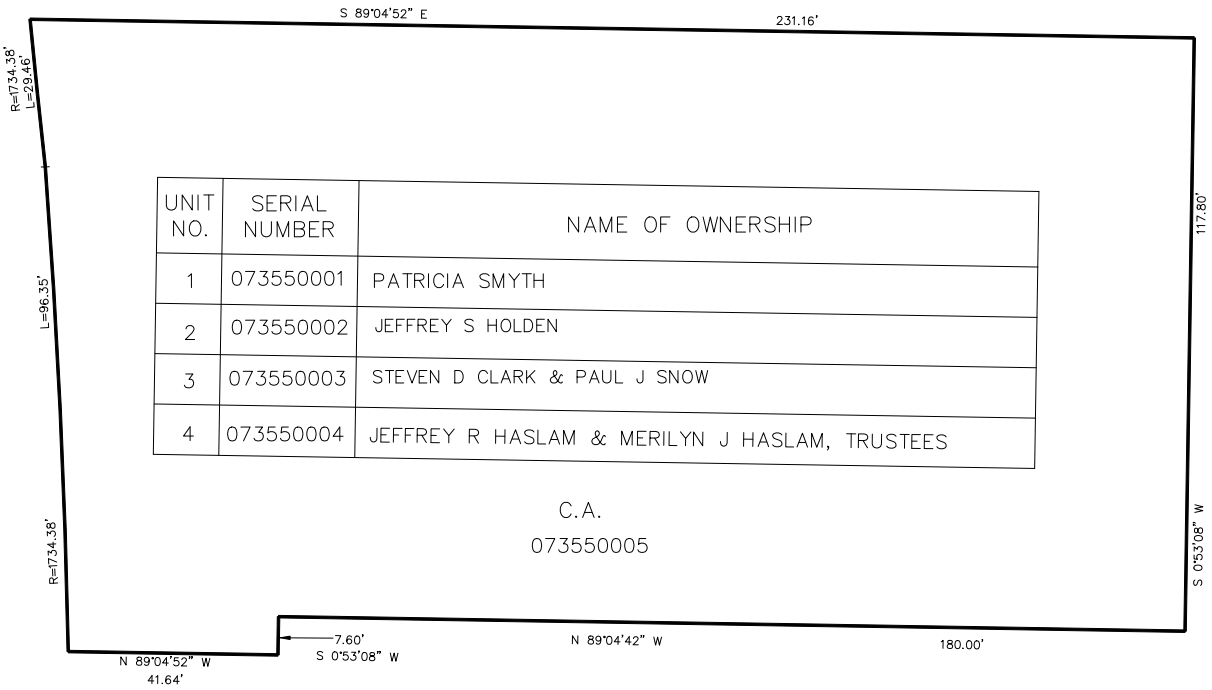 S 89°04'52" E
231.16'
R=1734.38'
L=29.46'
UNIT NO.
SERIAL NUMBER
NAME OF OWNERSHIP
1 073550001 PATRICIA SMYTH
2 073550002 JEFFREY S HOLDEN
3 073550003 STEVEN D CLARK & PAUL J SNOW
4 073550004 JEFFREY R HASLAM & MERILYN J HASLAM, TRUSTEES
117.80'
L=96.35'
C.A.
073550005
R=1734.38'
S 0°53'08" W
7.60'
S 0°53'08" W
N 89°04'42" W
180.00'
N 89°04'52" W
41.64'